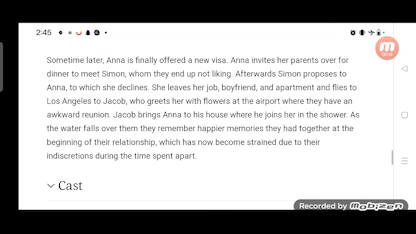 2:45
Sometime later, Anna is finally offered a new visa. Anna invites her parents over for
dinner to meet Simon, whom they end up not liking. Afterwards Simon proposes to
Anna, to which she declines. She leaves her job, boyfriend, and apartment and flies to
Los Angeles to Jacob, who greets her with flowers at the airport where they have an
awkward reunion. Jacob brings Anna to his house where he joins her in the shower. As
the water falls over them they remember happier memories they had together at the
beginning of their relationship, which has now become strained due to their
indiscretions during the time spent apart.
Cast
Recorded by Mobizen